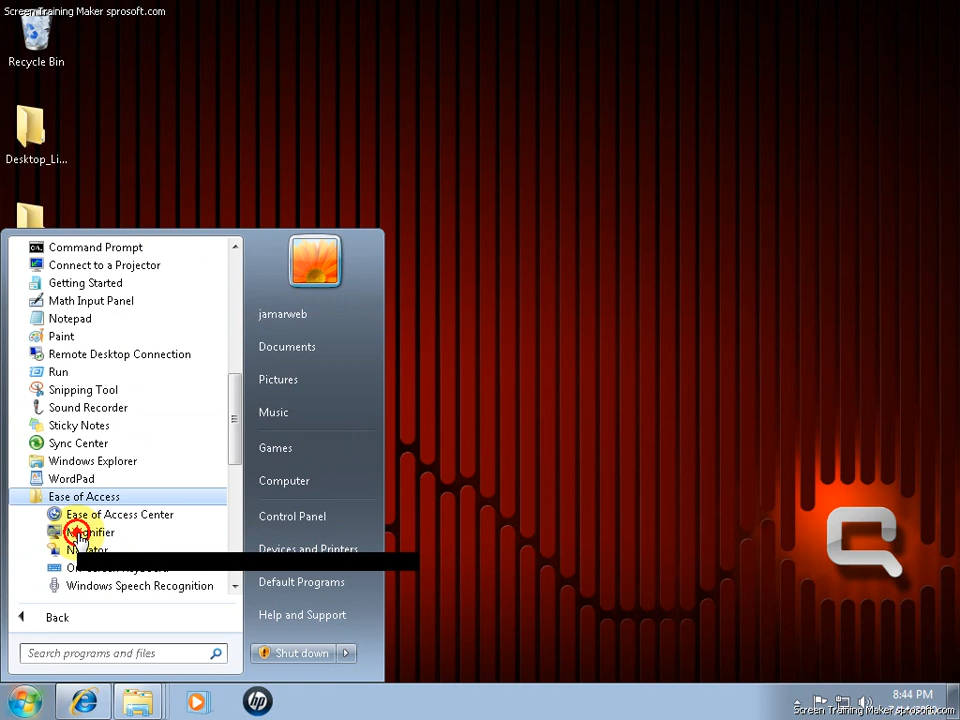 Screen Training Maker sprosoft.com
Recycle Bin
Desktop_Li...
Command Prompt
Connect to a Projector
Getting Started
Math Input Panel
Notepad
Paint
Remote Desktop Connection
Run
Snipping Tool
Sound Recorder
Sticky Notes
Sync Center
Windows Explorer
WordPad
Ease of Access
Ease of Access Center
Magnifier
Narrator
On-Screen Keyboard
Windows Speech Recognition
Back
Search programs and files
jamarweb
Documents
Pictures
Music
Games
Computer
Control Panel
Devices and Printers
Default Programs
Help and Support
Shut down
hp
8:44 PM
Screen Training Maker sprosoft.com